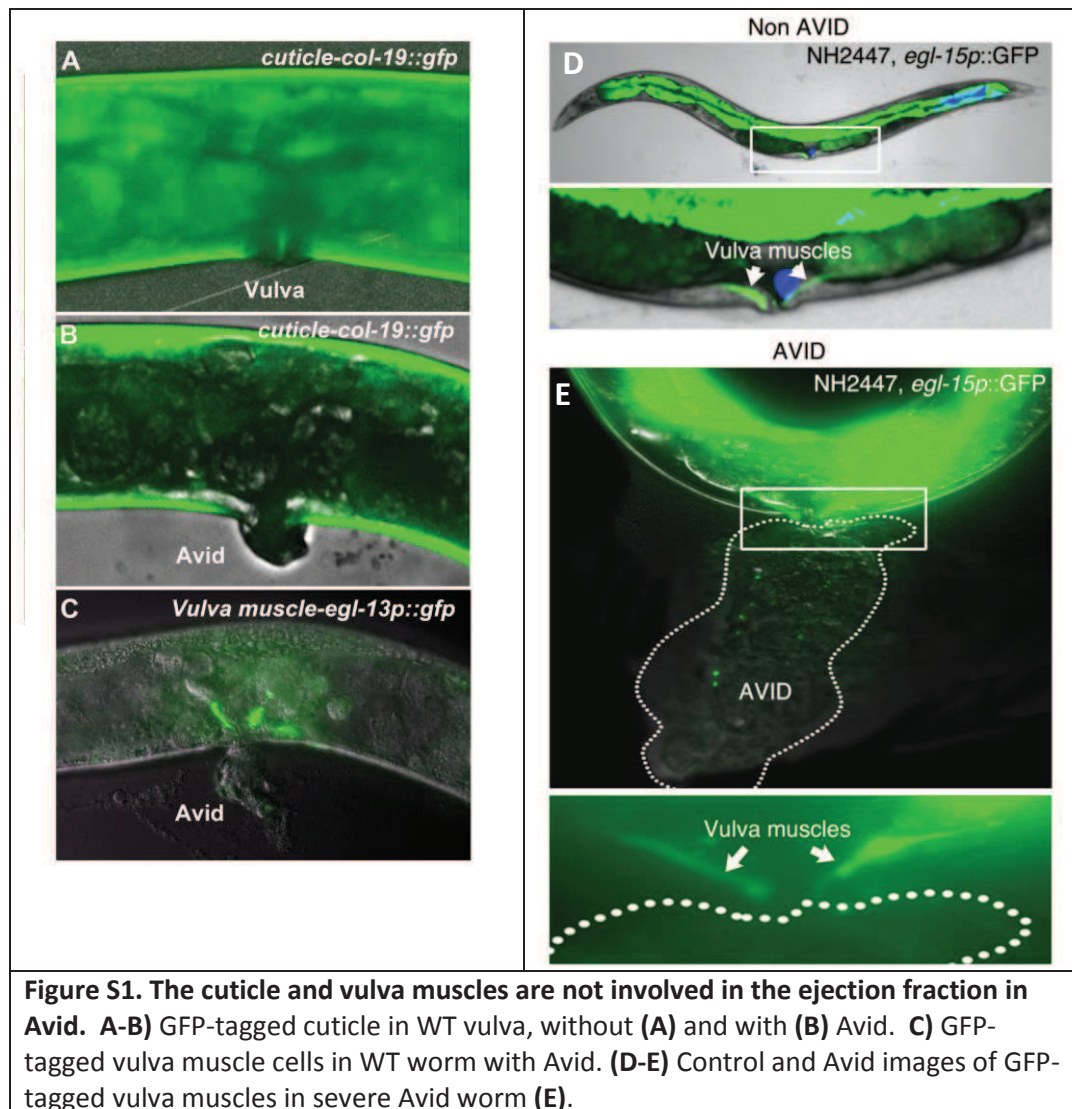 A
cuticle-col-19::gfp
Vulva
B
cuticle-col-19::gfp
Avid
C
Vulva muscle-egl-13p::gfp
Avid
Non AVID
D
NH2447, egl-15p::GFP
Vulva muscles
AVID
E
NH2447, egl-15p::GFP
AVID
Vulva muscles
Figure S1. The cuticle and vulva muscles are not involved in the ejection fraction in
Avid. A-B) GFP-tagged cuticle in WT vulva, without (A) and with (B) Avid. C) GFP-
tagged vulva muscle cells in WT worm with Avid. (D-E) Control and Avid images of GFP-
tagged vulva muscles in severe Avid worm (E).